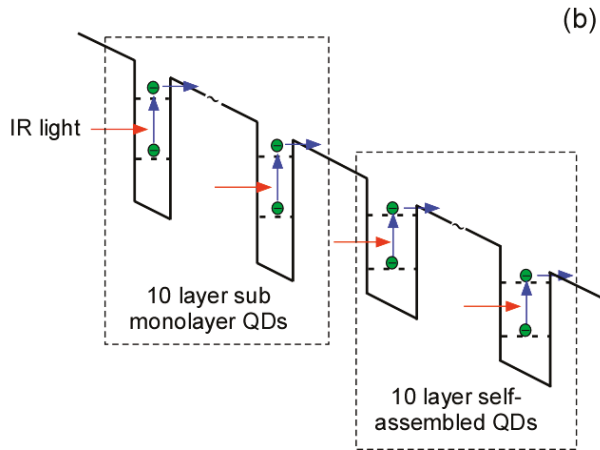 (b)
IR light
10 layer sub
monolayer QDs
10 layer self-
assembled QDs